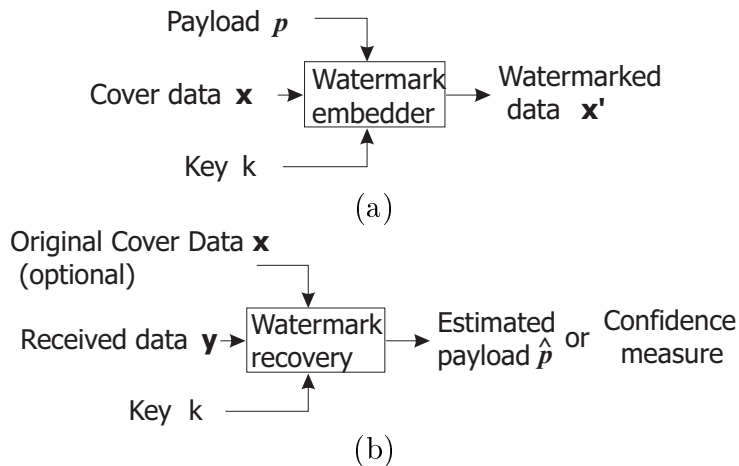 Payload p
Cover data x
Watermark
embedder
Watermarked
data x'
Key k
(a)
Original Cover Data x
(optional)
Received data y
Watermark
recovery
Estimated
payload p̂
or
Confidence
measure
Key k
(b)